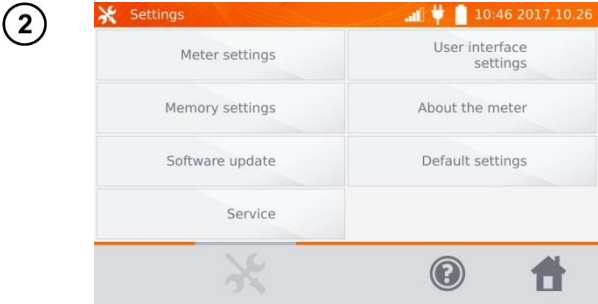 2
Settings
10:46 2017.10.26
Meter settings
User interface
settings
Memory settings
About the meter
Software update
Default settings
Service
?